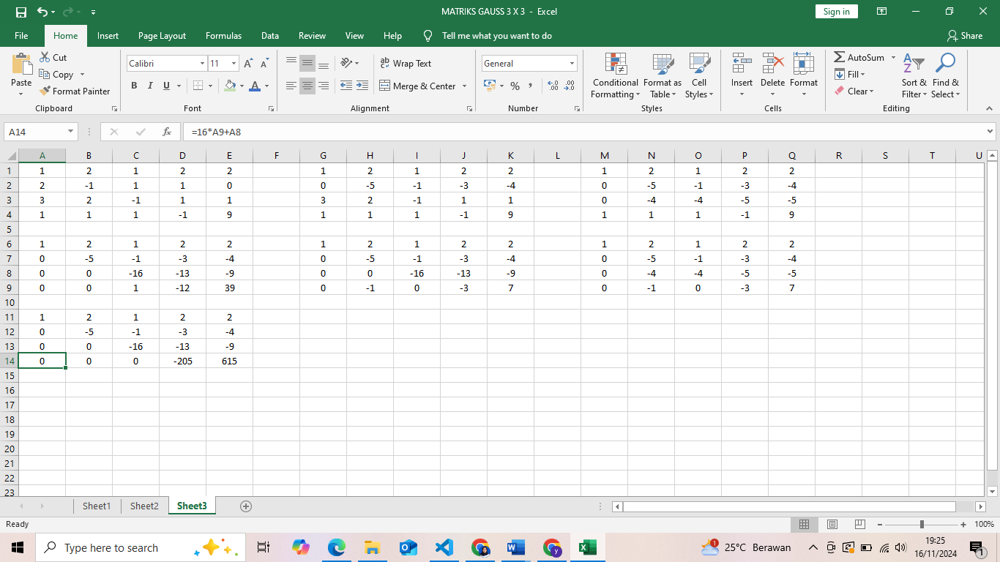 MATRIKS GAUSS 3 X 3 - Excel
Sign in
File Home Insert Page Layout Formulas Data Review View Help Tell me what you want to do Share
Paste Cut Copy Format Painter
Clipboard
Calibri 11 A A
B I U A
Font
ab Wrap Text
Merge & Center
Alignment
General
% , .00 .00
Number
Conditional Formatting
Format as Table
Cell Styles
Styles
Insert Delete Format
Cells
AutoSum Fill Clear
Sort & Filter
Find & Select
Editing
A14 fx =16*A9+A8
A B C D E F G H I J K L M N O P Q R S T U
1 1 2 1 2 2 1 2 1 2 2 1 2 1 2 2
2 2 -1 1 1 0 0 -5 -1 -3 -4 0 -5 -1 -3 -4
3 3 2 -1 1 1 3 2 -1 1 1 0 -4 -4 -5 -5
4 1 1 1 -1 9 1 1 1 -1 9 1 1 1 -1 9
5
6 1 2 1 2 2 1 2 1 2 2 1 2 1 2 2
7 0 -5 -1 -3 -4 0 -5 -1 -3 -4 0 -5 -1 -3 -4
8 0 0 -16 -13 -9 0 0 -16 -13 -9 0 -4 -4 -5 -5
9 0 0 1 -12 39 0 -1 0 -3 7 0 -1 0 -3 7
10
11 1 2 1 2 2
12 0 -5 -1 -3 -4
13 0 0 -16 -13 -9
14 0 0 0 -205 615
15
16
17
18
19
20
21
22
23
Sheet1 Sheet2 Sheet3
Ready 100%
Type here to search 1 25°C Berawan 19:25 1
16/11/2024